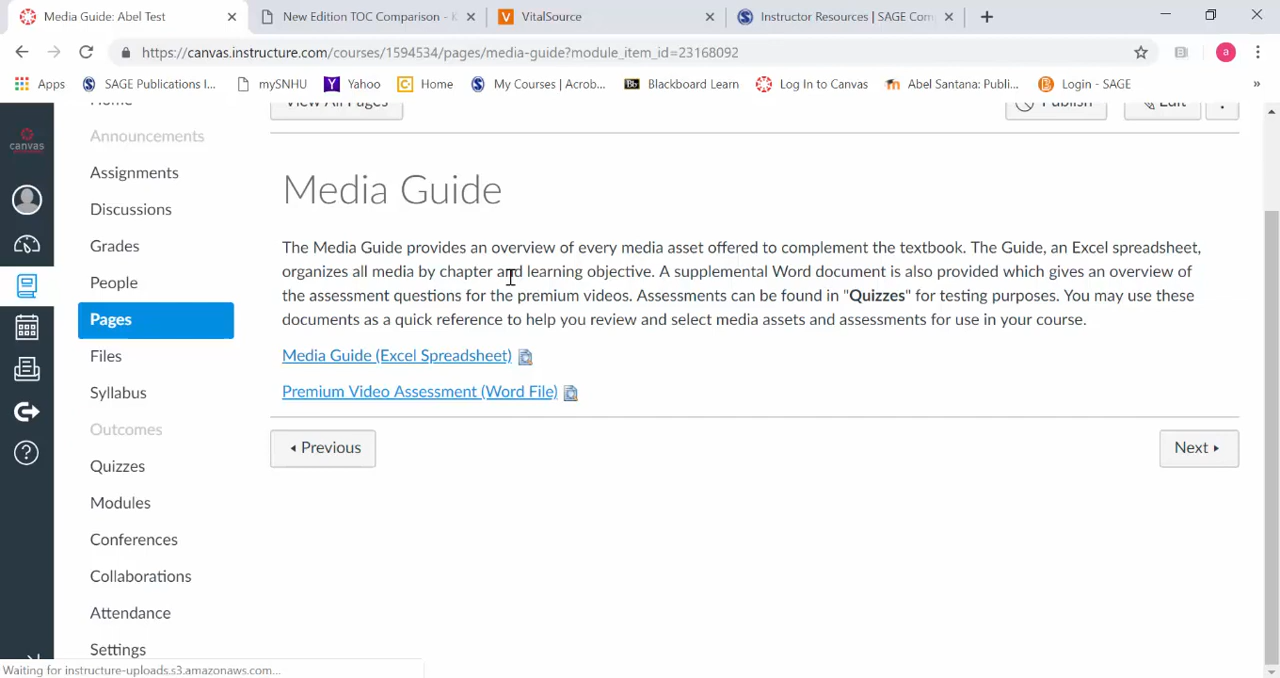 Media Guide: Abel Test
New Edition TOC Comparison - K
VitalSource
Instructor Resources | SAGE Com
https://canvas.instructure.com/courses/1594534/pages/media-guide?module_item_id=23168092
a
Apps
SAGE Publications I...
mySNHU
Yahoo
Home
My Courses | Acrob...
Bb
Blackboard Learn
Log In to Canvas
Abel Santana: Publi...
Login - SAGE
»
Home
View All Pages
Publish
Edit
canvas
Announcements
Assignments
Discussions
Grades
People
Pages
Files
Syllabus
Outcomes
Quizzes
Modules
Conferences
Collaborations
Attendance
Settings
Media Guide
The Media Guide provides an overview of every media asset offered to complement the textbook. The Guide, an Excel spreadsheet,
organizes all media by chapter and learning objective. A supplemental Word document is also provided which gives an overview of
the assessment questions for the premium videos. Assessments can be found in "Quizzes" for testing purposes. You may use these
documents as a quick reference to help you review and select media assets and assessments for use in your course.
Media Guide (Excel Spreadsheet)
Premium Video Assessment (Word File)
Previous
Next
Waiting for instructure-uploads.s3.amazonaws.com...